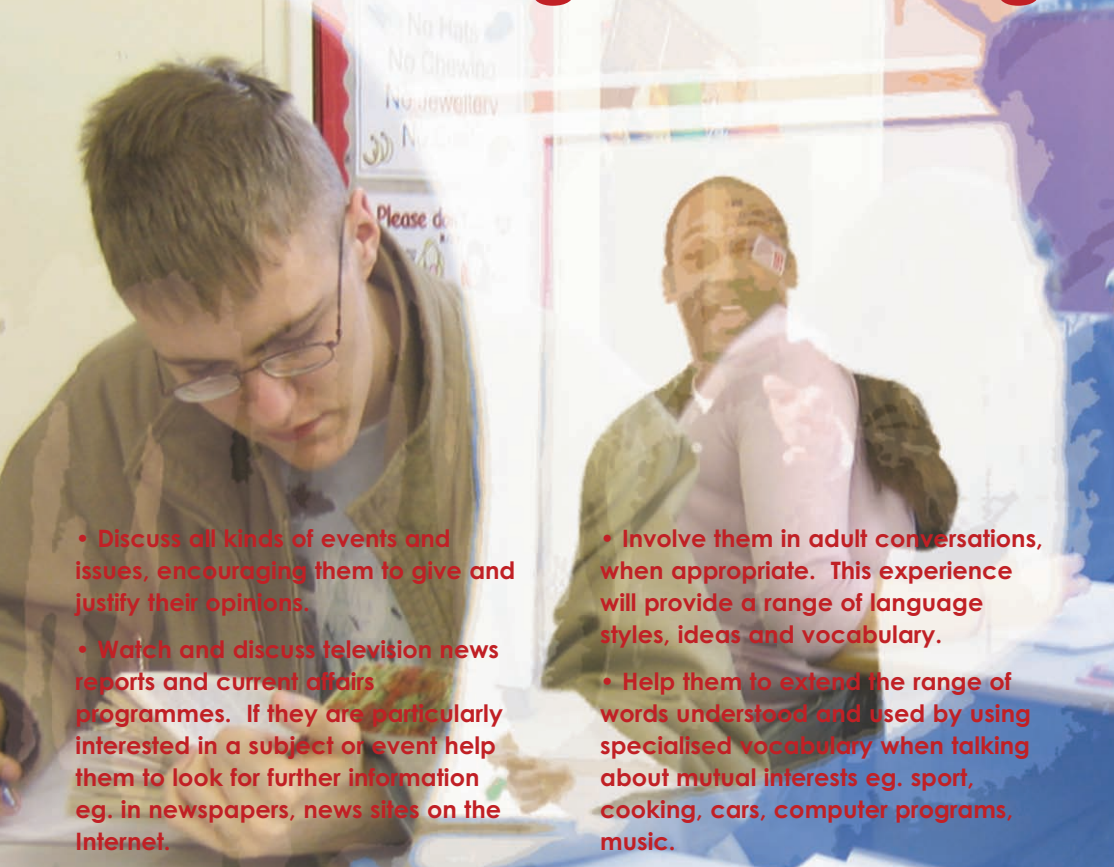 No Hats
No Chewing
No Jewellery
No
Please
• Discuss all kinds of events and
issues, encouraging them to give and
justify their opinions.
• Watch and discuss television news
reports and current affairs
programmes.  If they are particularly
interested in a subject or event help
them to look for further information
eg. in newspapers, news sites on the
Internet.
• Involve them in adult conversations,
when appropriate.  This experience
will provide a range of language
styles, ideas and vocabulary.
• Help them to extend the range of
words understood and used by using
specialised vocabulary when talking
about mutual interests eg. sport,
cooking, cars, computer programs,
music.